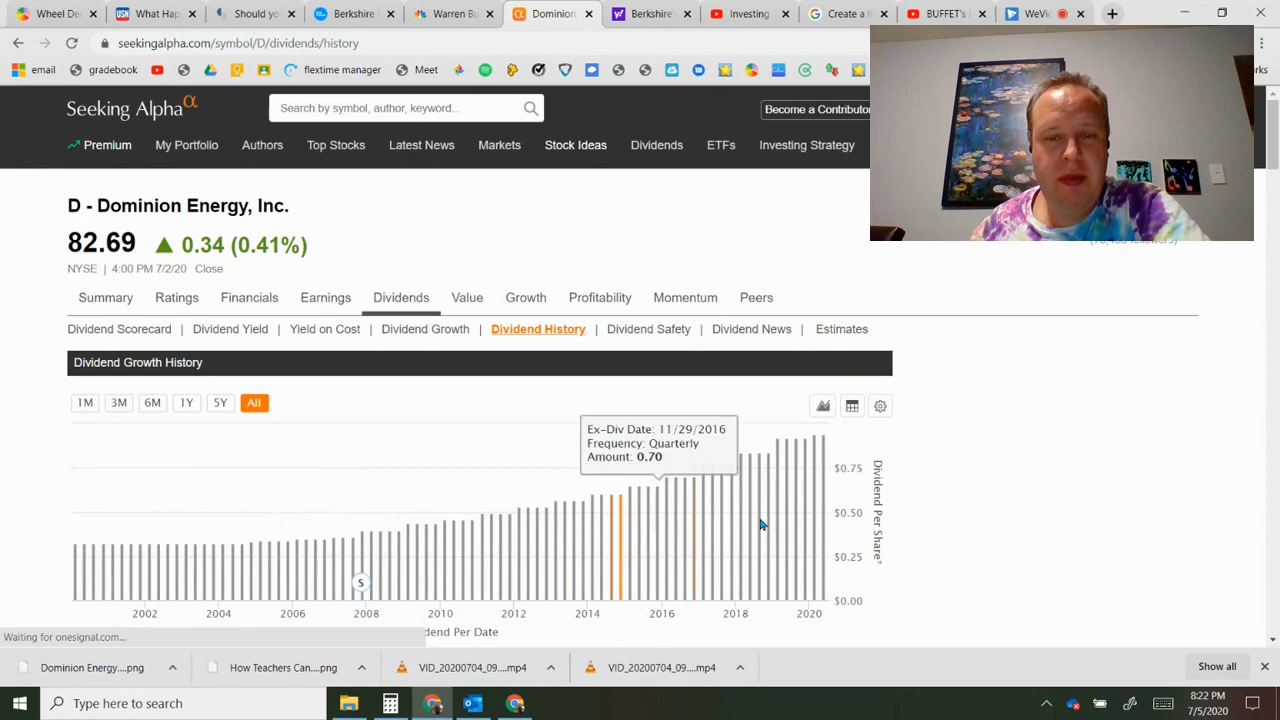 Wheel Der
What Hap
Should you
Berkshire
Warren Bu
Dominion
Berkshire'
Investing
Create a l
BUFFET's
WeVid
seekingalpha.com/symbol/D/dividends/history
email
gradebook
flextime manager
Meet
Seeking Alpha α
Search by symbol, author, keyword...
Become a Contributo
Premium
My Portfolio
Authors
Top Stocks
Latest News
Markets
Stock Ideas
Dividends
ETFs
Investing Strategy
D - Dominion Energy, Inc.
82.69 ▲ 0.34 (0.41%)
NYSE | 4:00 PM 7/2/20 Close
Summary
Ratings
Financials
Earnings
Dividends
Value
Growth
Profitability
Momentum
Peers
Dividend Scorecard | Dividend Yield | Yield on Cost | Dividend Growth | Dividend History | Dividend Safety | Dividend News | Estimates
Dividend Growth History
1M 3M 6M 1Y 5Y All
Ex-Div Date: 11/29/2016
Frequency: Quarterly
Amount: 0.70
$0.75
$0.50
$0.25
$0.00
Dividend Per Share
S
2002 2004 2006 2008 2010 2012 2014 2016 2018 2020
dend Per Date
Waiting for onesignal.com...
Dominion Energy....png
How Teachers Can....png
VID_20200704_09....mp4
VID_20200704_09....mp4
Show all
Type here to search
8:22 PM
7/5/2020